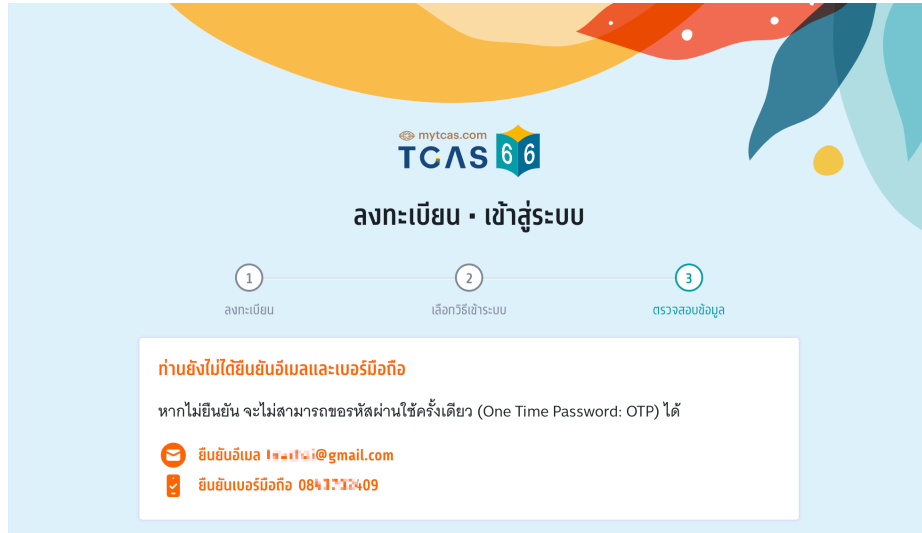 mytcas.com
TCAS 66
ลงทะเบียน · เข้าสู่ระบบ
1 2 3
ลงทะเบียน เลือกวิธีเข้าระบบ ตรวจสอบข้อมูล
ท่านยังไม่ได้ยืนยันอีเมลและเบอร์มือถือ
หากไม่ยืนยัน จะไม่สามารถขอรหัสผ่านใช้ครั้งเดียว (One Time Password: OTP) ได้
ยืนยันอีเมล @gmail.com
ยืนยันเบอร์มือถือ 08 409